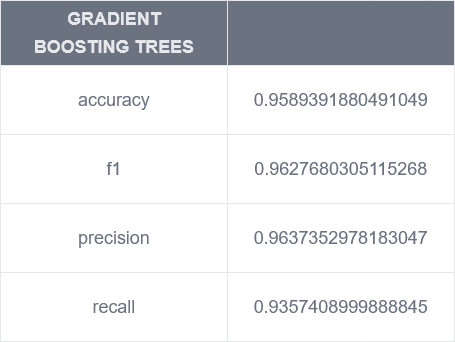 GRADIENT
BOOSTING TREES
accuracy 0.9589391880491049
f1 0.9627680305115268
precision 0.9637352978183047
recall 0.9357408999888845